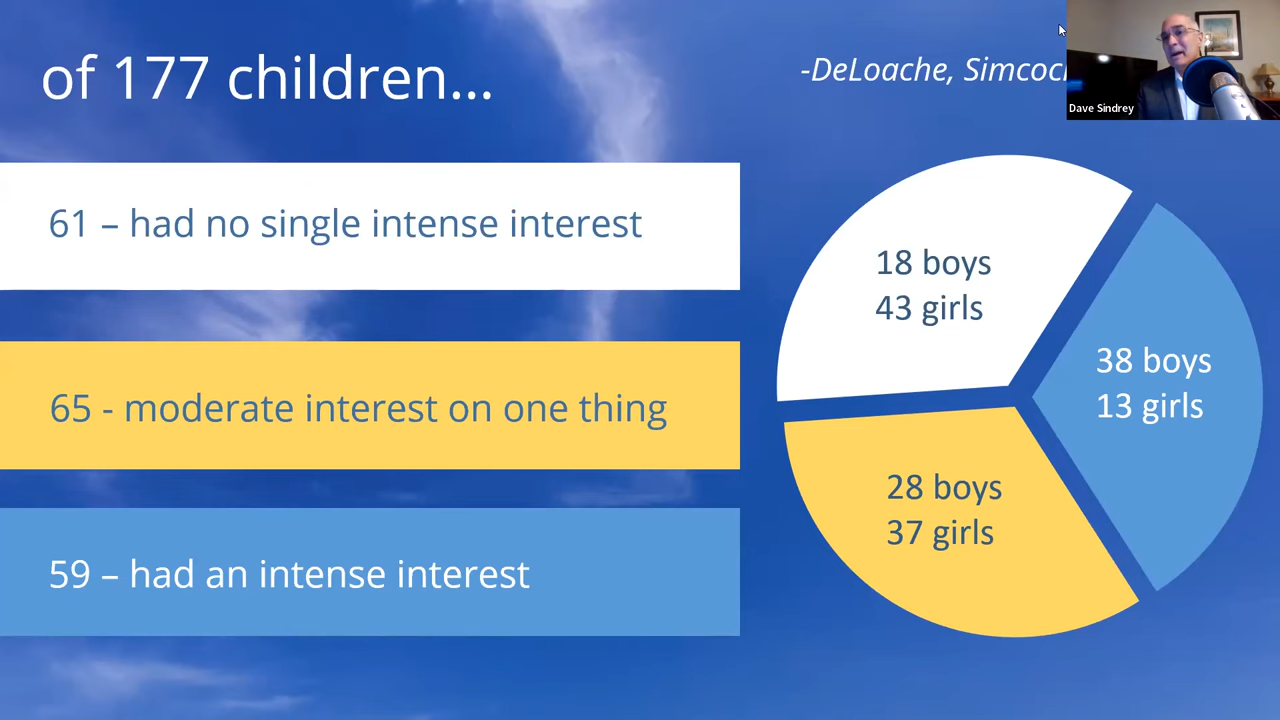 of 177 children...
-DeLoache,
Dave Sindrey
61 – had no single intense interest
65 - moderate interest on one thing
59 – had an intense interest
18 boys
43 girls
38 boys
13 girls
28 boys
37 girls